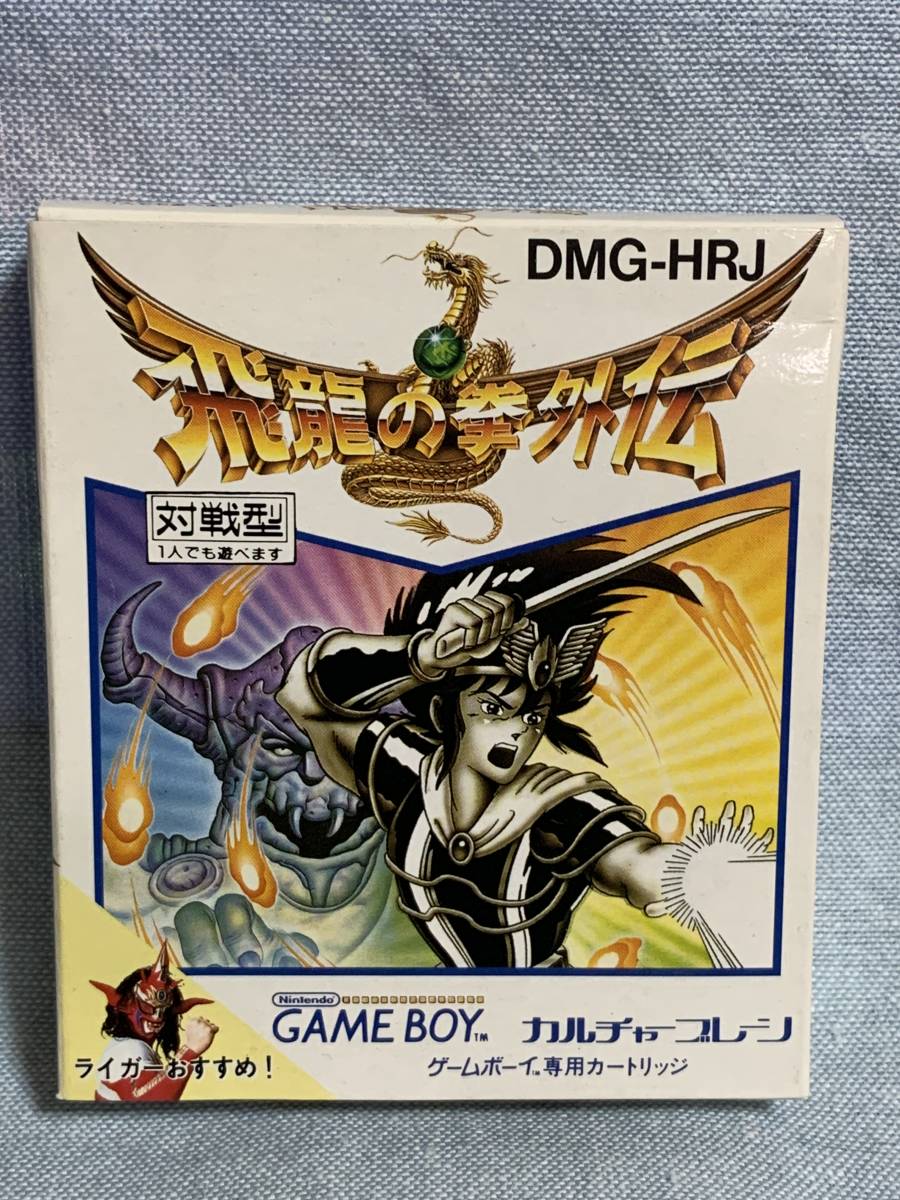 DMG-HRJ
飛龍の拳外伝
対戦型
1人でも遊べます
Nintendo
GAME BOY™
カルチャーブレーン
ゲームボーイ™専用カートリッジ
ライガーおすすめ!